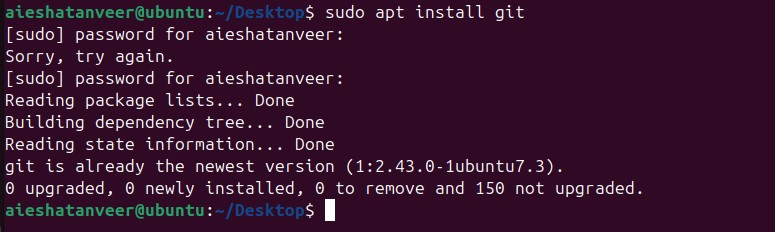 aieshatanveer@ubuntu:~/Desktop$ sudo apt install git
[sudo] password for aieshatanveer:
Sorry, try again.
[sudo] password for aieshatanveer:
Reading package lists... Done
Building dependency tree... Done
Reading state information... Done
git is already the newest version (1:2.43.0-1ubuntu7.3).
0 upgraded, 0 newly installed, 0 to remove and 150 not upgraded.
aieshatanveer@ubuntu:~/Desktop$